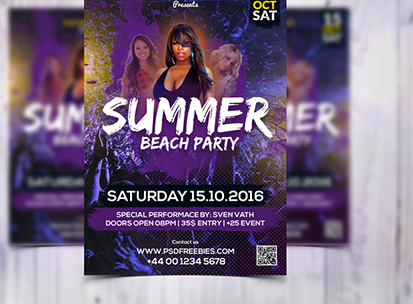 Presents
OCT
SAT
SUMMER
BEACH PARTY
SATURDAY 15.10.2016
SPECIAL PERFORMACE BY: SVEN VATH
DOORS OPEN 08PM | 35$ ENTRY | +25 EVENT
Contact us
WWW.PSDFREEBIES.COM
+44 00 1234 5678